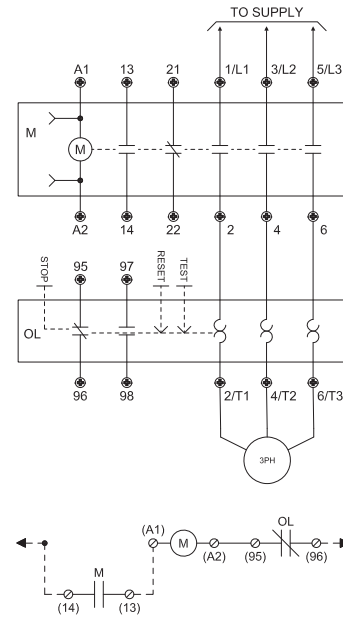 TO SUPPLY
A1 13 21 1/L1 3/L2 5/L3
M
M
A2 14 22 2 4 6
STOP 95 97 RESET TEST
OL
96 98 2/T1 4/T2 6/T3
3PH
OL
(A1) M (A2) (95) (96)
M
(14) (13)